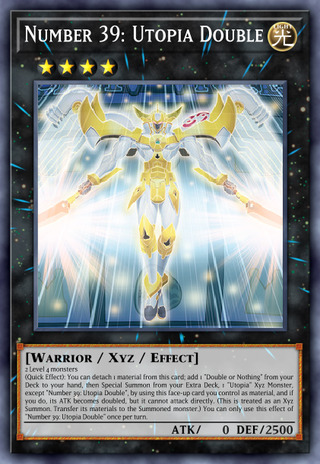 Number 39: Utopia Double
LIGHT
光
39
[Warrior / Xyz / Effect]
2 Level 4 monsters
(Quick Effect): You can detach 1 material from this card; add 1 "Double or Nothing" from your
Deck to your hand, then Special Summon from your Extra Deck, 1 "Utopia" Xyz Monster,
except "Number 39: Utopia Double", by using this face-up card you control as material, and if
you do, its ATK becomes doubled, but it cannot attack directly. (This is treated as an Xyz
Summon. Transfer its materials to the Summoned monster.) You can only use this effect of
"Number 39: Utopia Double" once per turn.
ATK/ 0 DEF/2500